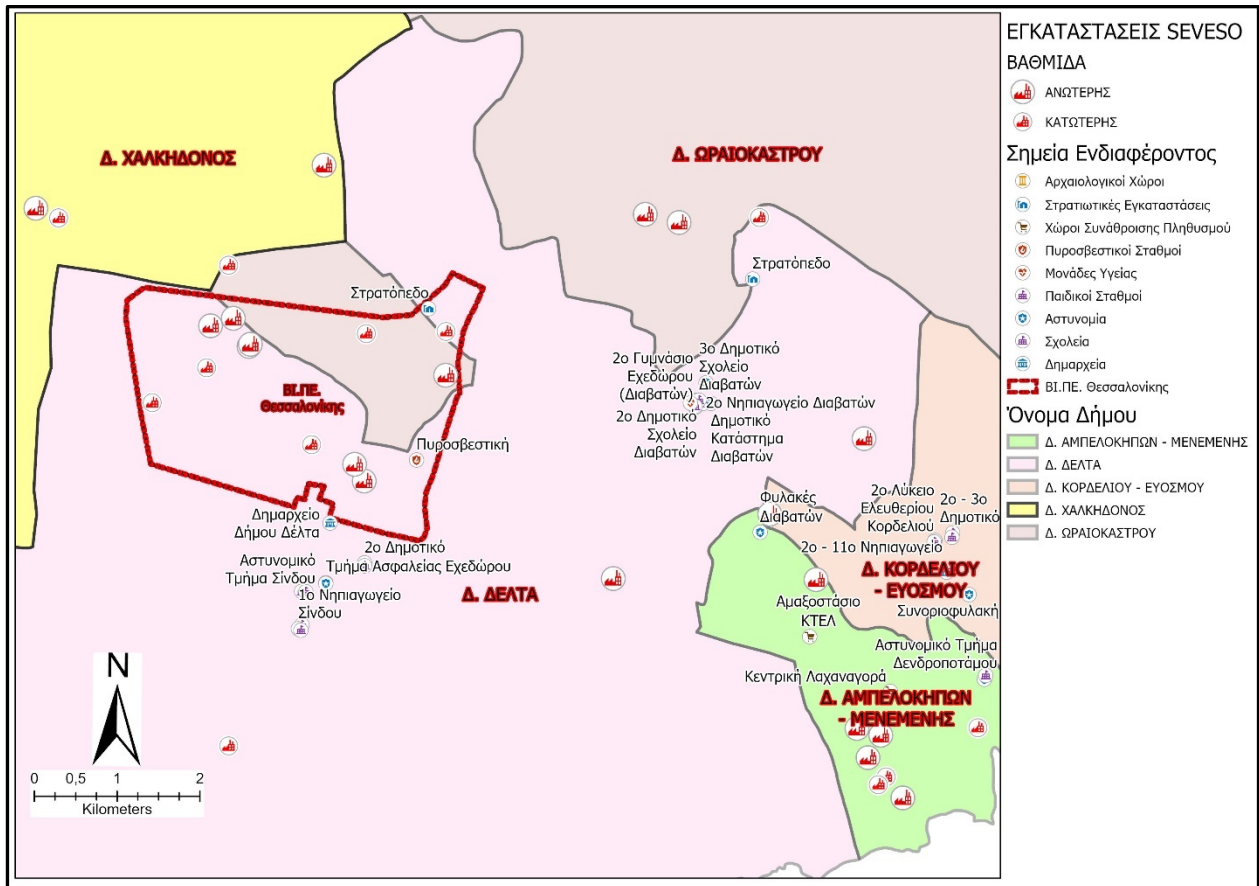 Δ. ΧΑΛΚΗΔΟΝΟΣ
Δ. ΩΡΑΙΟΚΑΣΤΡΟΥ
Στρατόπεδο
Στρατόπεδο
ΒΙ.ΠΕ.
Θεσσαλονίκης
Πυροσβεστική
2ο Γυμνάσιο
Εχεδώρου
(Διαβατών)
3ο Δημοτικό
Σχολείο
Διαβατών
2ο Νηπιαγωγείο Διαβατών
2ο Δημοτικό
Σχολείο
Διαβατών
Δημοτικό
Κατάστημα
Διαβατών
Δημαρχείο
Δήμου Δέλτα
2ο Δημοτικό
Τμήμα Ασφαλείας Εχεδώρου
Αστυνομικό
Τμήμα Σίνδου
1ο Νηπιαγωγείο
Σίνδου
Δ. ΔΕΛΤΑ
Φυλακές
Διαβατών
2ο Λύκειο
Ελευθερίου
Κορδελιού
2ο - 3ο
Δημοτικό
2ο - 11ο Νηπιαγωγείο
Δ. ΚΟΡΔΕΛΙΟΥ
- ΕΥΟΣΜΟΥ
Συνοριοφυλακή
Αμαξοστάσιο
ΚΤΕΛ
Αστυνομικό Τμήμα
Δενδροποτάμου
Κεντρική Λαχαναγορά
Δ. ΑΜΠΕΛΟΚΗΠΩΝ
- ΜΕΝΕΜΕΝΗΣ
N
0 0,5 1 2
Kilometers
ΕΓΚΑΤΑΣΤΑΣΕΙΣ SEVESO
ΒΑΘΜΙΔΑ
ΑΝΩΤΕΡΗΣ
ΚΑΤΩΤΕΡΗΣ
Σημεία Ενδιαφέροντος
Αρχαιολογικοί Χώροι
Στρατιωτικές Εγκαταστάσεις
Χώροι Συνάθροισης Πληθυσμού
Πυροσβεστικοί Σταθμοί
Μονάδες Υγείας
Παιδικοί Σταθμοί
Αστυνομία
Σχολεία
Δημαρχεία
ΒΙ.ΠΕ. Θεσσαλονίκης
Όνομα Δήμου
Δ. ΑΜΠΕΛΟΚΗΠΩΝ - ΜΕΝΕΜΕΝΗΣ
Δ. ΔΕΛΤΑ
Δ. ΚΟΡΔΕΛΙΟΥ - ΕΥΟΣΜΟΥ
Δ. ΧΑΛΚΗΔΟΝΟΣ
Δ. ΩΡΑΙΟΚΑΣΤΡΟΥ